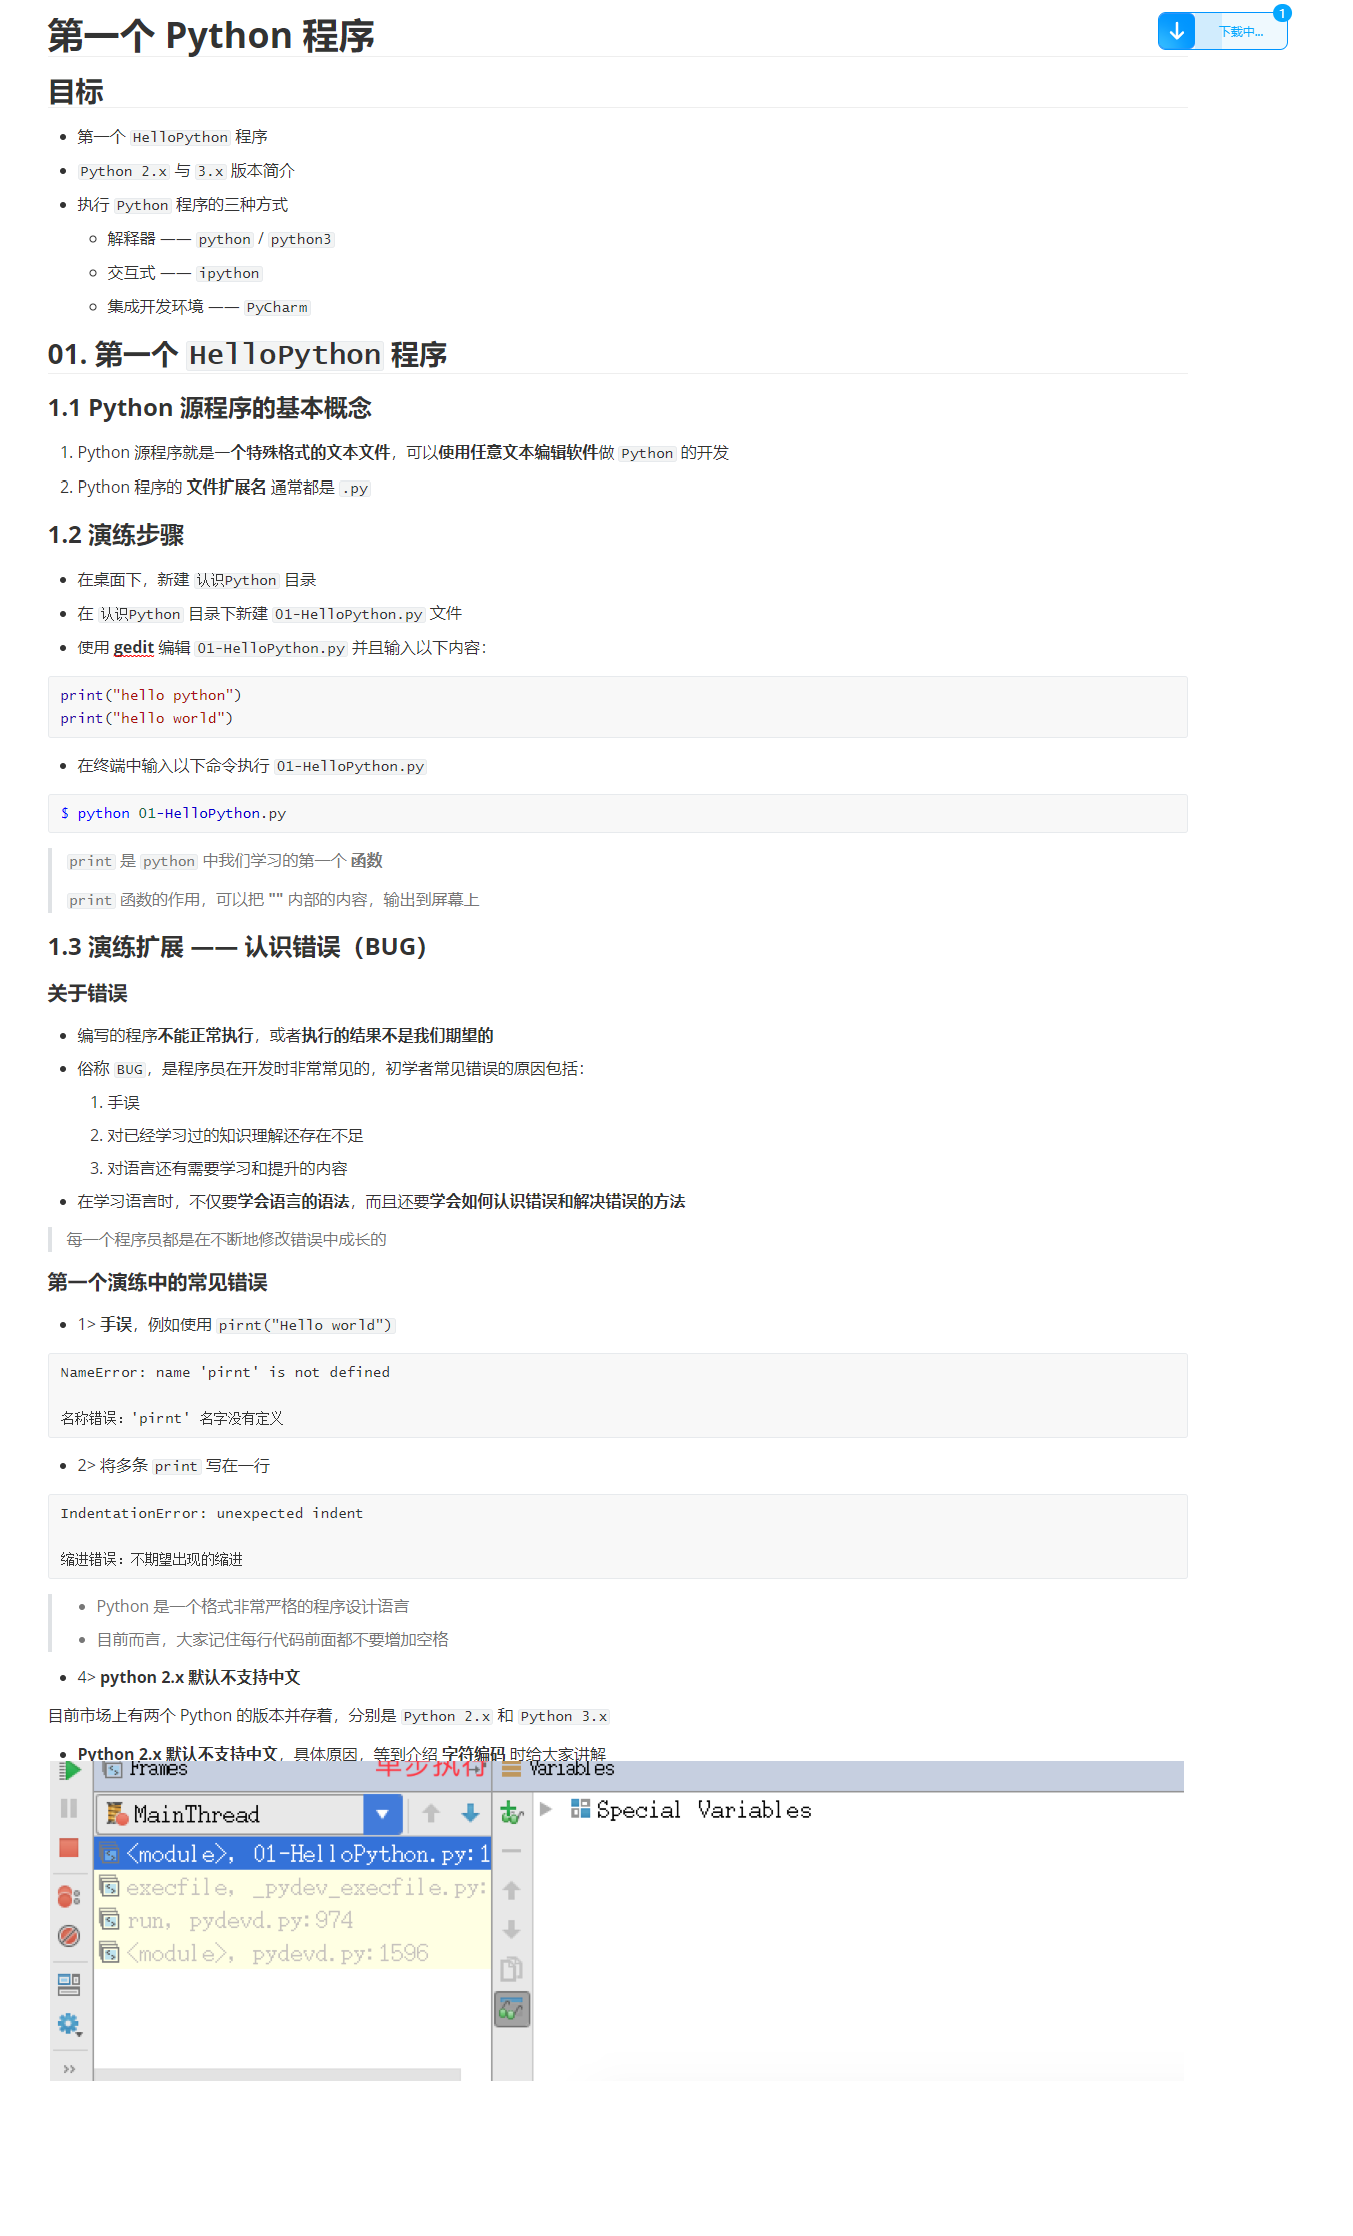 第一个 Python 程序
1
下载中...
目标
第一个 HelloPython 程序
Python 2.x 与 3.x 版本简介
执行 Python 程序的三种方式
解释器 —— python / python3
交互式 —— ipython
集成开发环境 —— PyCharm
01. 第一个 HelloPython 程序
1.1 Python 源程序的基本概念
1. Python 源程序就是一个特殊格式的文本文件，可以使用任意文本编辑软件做 Python 的开发
2. Python 程序的 文件扩展名 通常都是 .py
1.2 演练步骤
在桌面下，新建 认识Python 目录
在 认识Python 目录下新建 01-HelloPython.py 文件
使用 gedit 编辑 01-HelloPython.py 并且输入以下内容：
print("hello python")
print("hello world")
在终端中输入以下命令执行 01-HelloPython.py
$ python 01-HelloPython.py
print 是 python 中我们学习的第一个 函数
print 函数的作用，可以把 "" 内部的内容，输出到屏幕上
1.3 演练扩展 —— 认识错误（BUG）
关于错误
编写的程序不能正常执行，或者执行的结果不是我们期望的
俗称 BUG，是程序员在开发时非常常见的，初学者常见错误的原因包括：
1. 手误
2. 对已经学习过的知识理解还存在不足
3. 对语言还有需要学习和提升的内容
在学习语言时，不仅要学会语言的语法，而且还要学会如何认识错误和解决错误的方法
每一个程序员都是在不断地修改错误中成长的
第一个演练中的常见错误
1> 手误，例如使用 pirnt("Hello world")
NameError: name 'pirnt' is not defined
名称错误：'pirnt' 名字没有定义
2> 将多条 print 写在一行
IndentationError: unexpected indent
缩进错误：不期望出现的缩进
Python 是一个格式非常严格的程序设计语言
目前而言，大家记住每行代码前面都不要增加空格
4> python 2.x 默认不支持中文
目前市场上有两个 Python 的版本并存着，分别是 Python 2.x 和 Python 3.x
Python 2.x 默认不支持中文，具体原因，等到介绍 字符编码 时给大家讲解
Frames 单步执行 Variables
MainThread
Special Variables
<module>, 01-HelloPython.py:1
execfile, _pydev_execfile.py:
run, pydevd.py:974
<module>, pydevd.py:1596